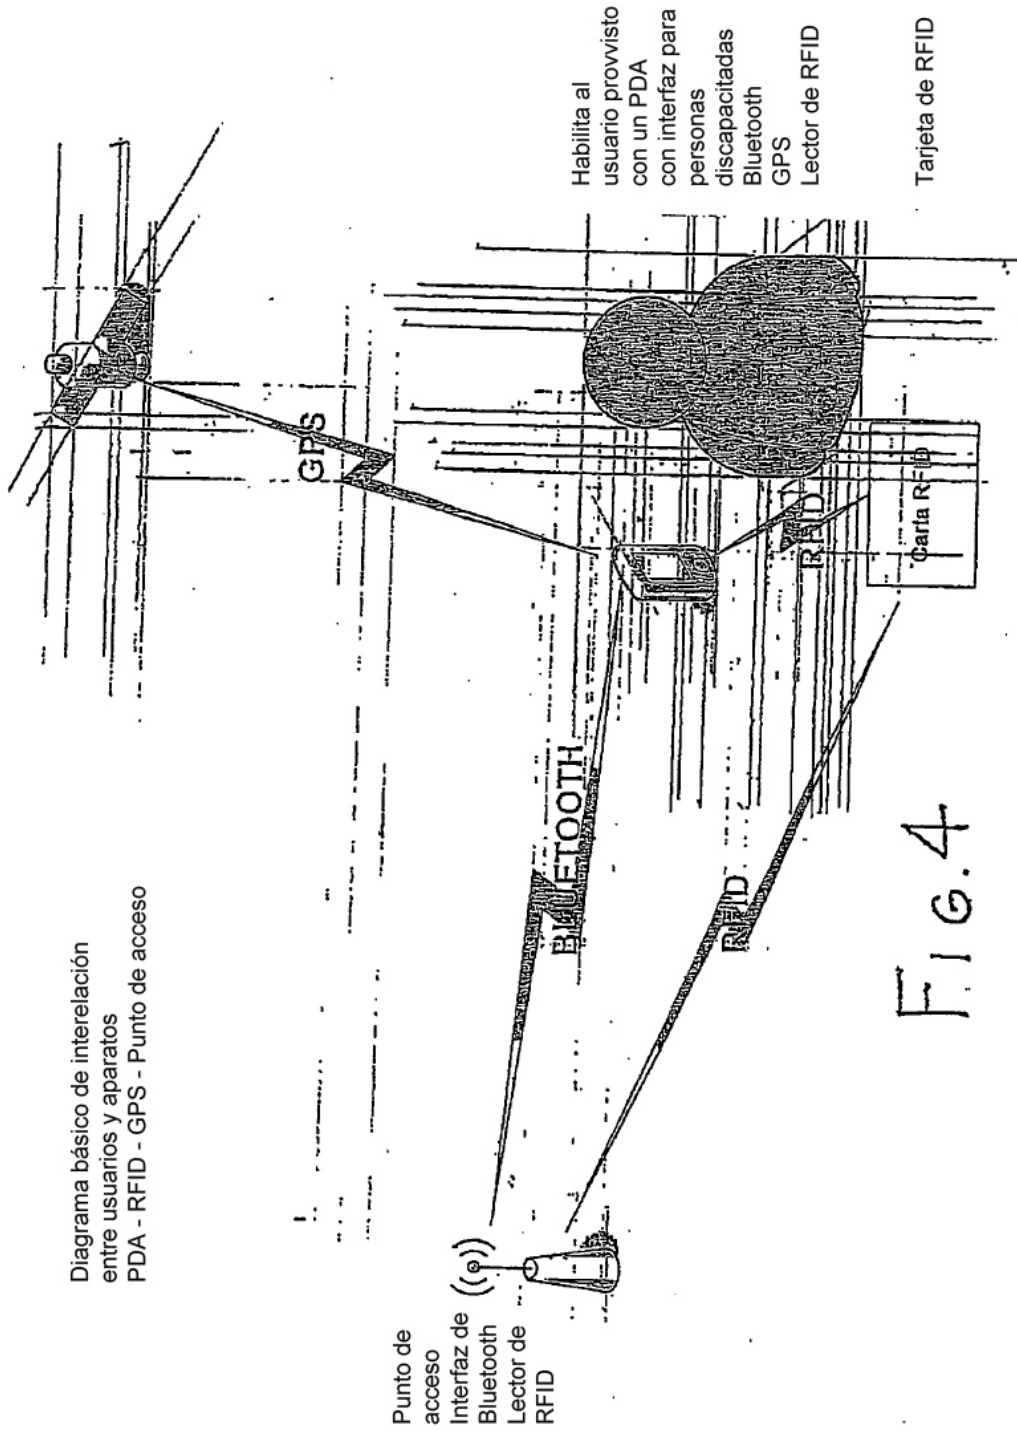 Diagrama básico de interelación
entre usuarios y aparatos
PDA - RFID - GPS - Punto de acceso
GPS
Punto de
acceso
Interfaz de
Bluetooth
Lector de
RFID
BLUETOOTH
RFID
RFID
Carta RFID
Habilita al
usuario provvisto
con un PDA
con interfaz para
personas
discapacitadas
Bluetooth
GPS
Lector de RFID
Tarjeta de RFID
FIG.4